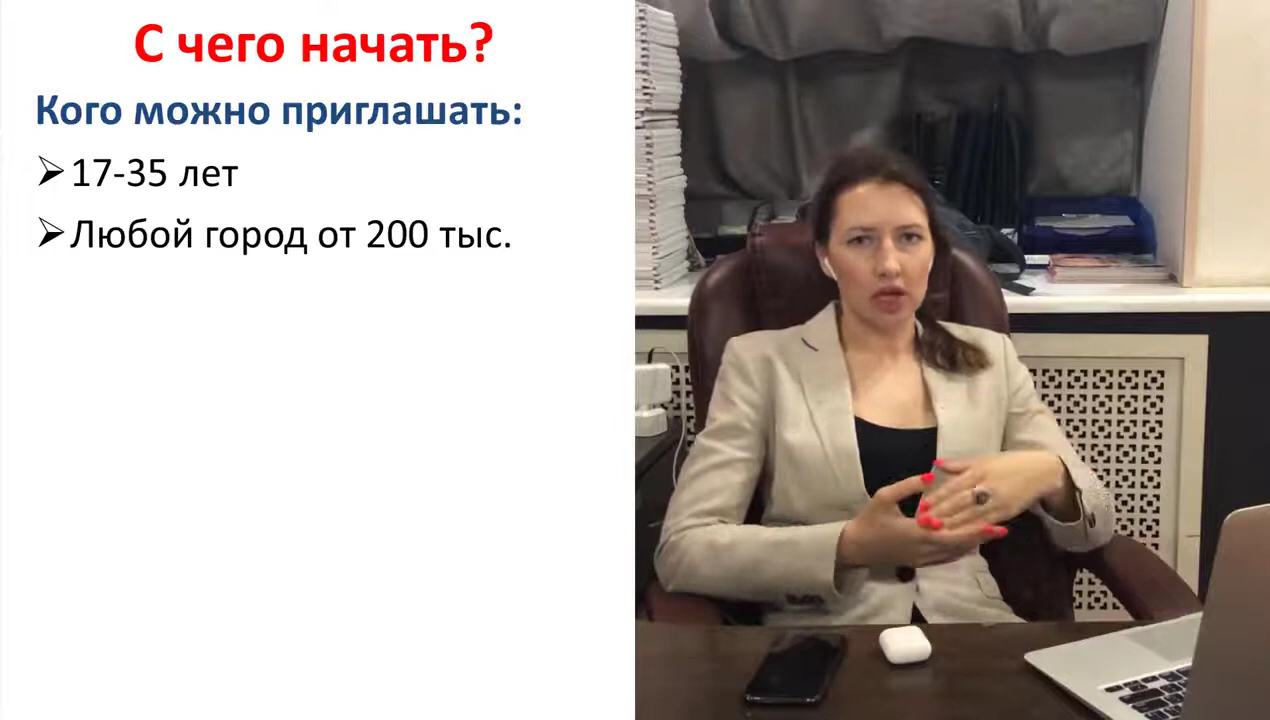 С чего начать?
Кого можно приглашать:
17-35 лет
Любой город от 200 тыс.